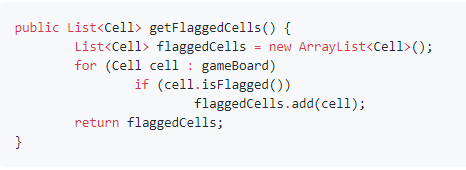 public List<Cell> getFlaggedCells() {
        List<Cell> flaggedCells = new ArrayList<Cell>();
        for (Cell cell : gameBoard)
                if (cell.isFlagged())
                        flaggedCells.add(cell);
        return flaggedCells;
}